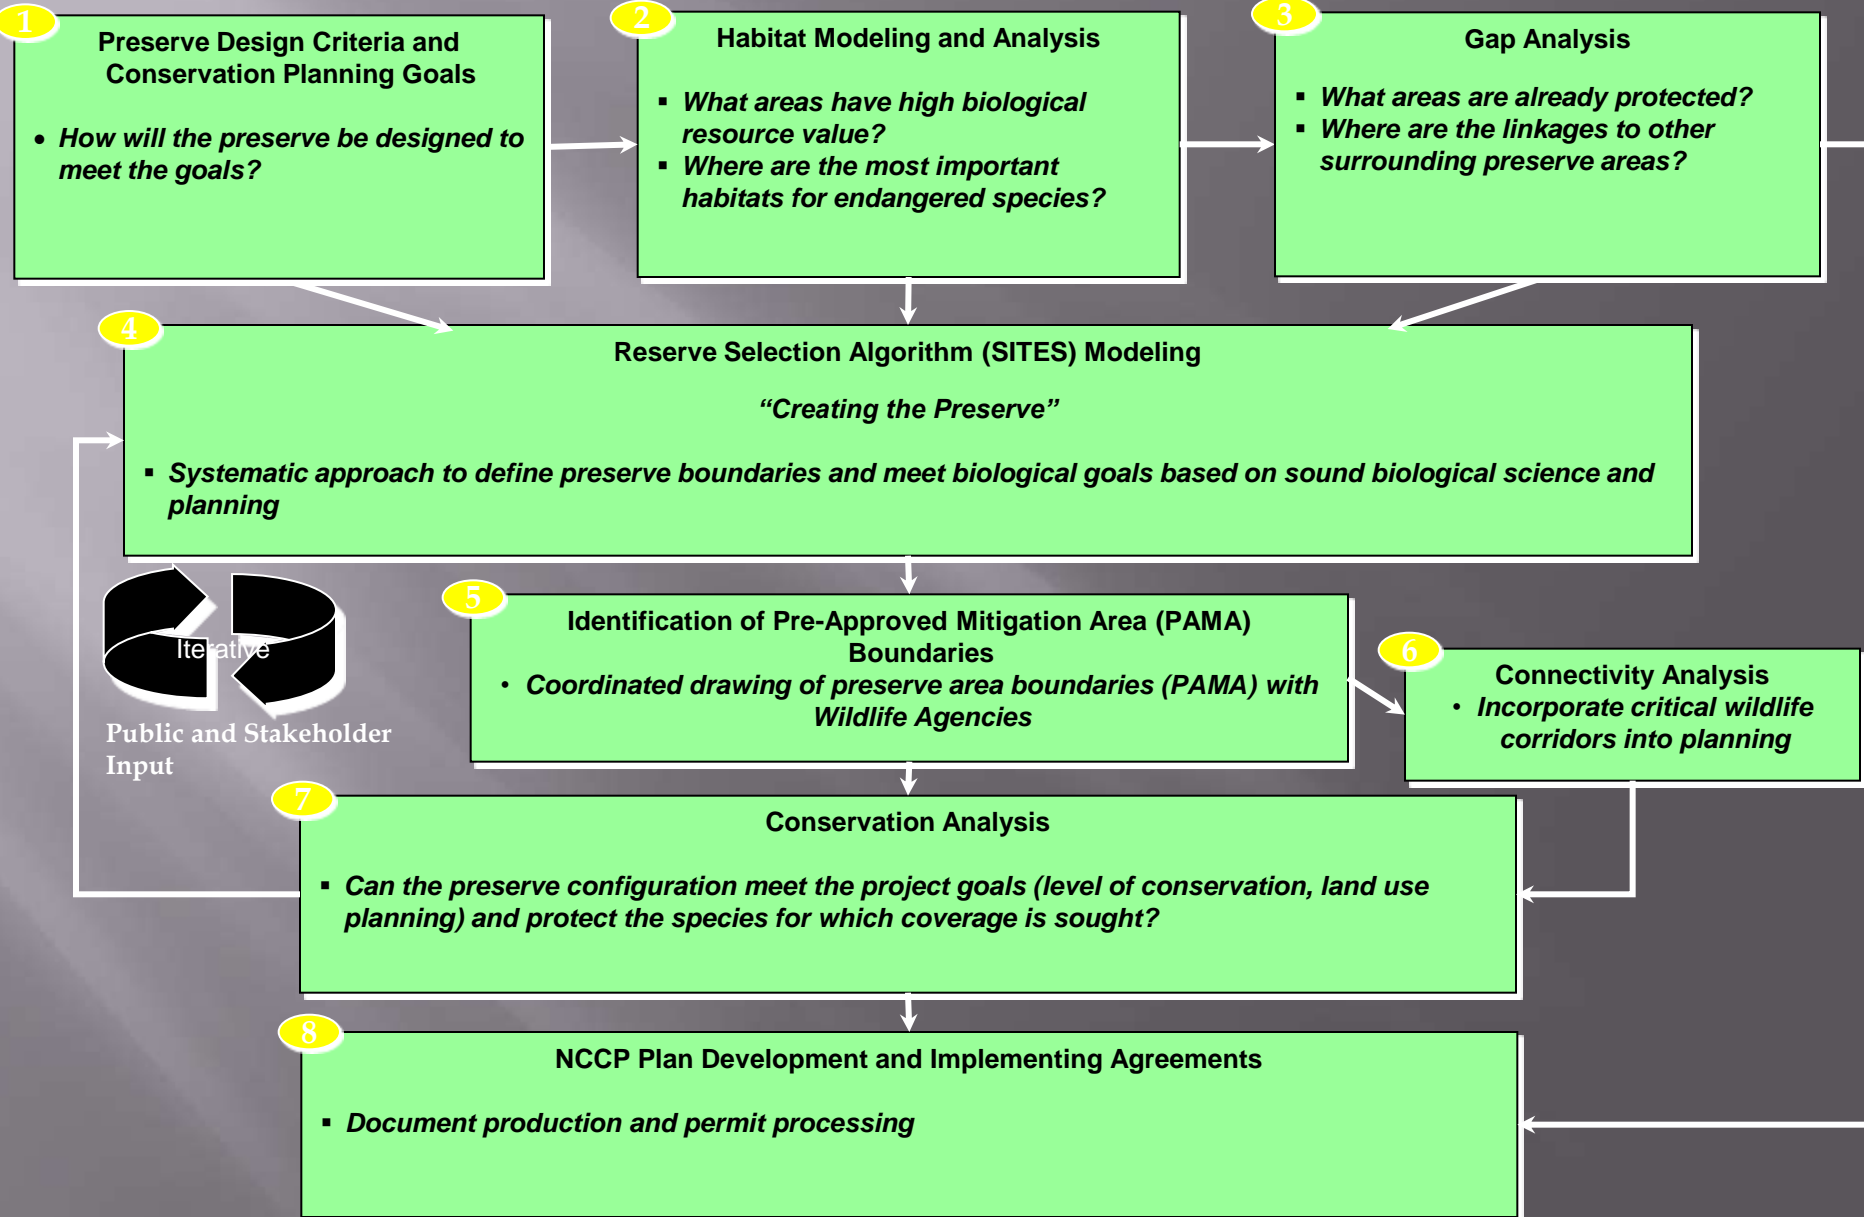 1
Preserve Design Criteria and
Conservation Planning Goals
• How will the preserve be designed to
meet the goals?
2
Habitat Modeling and Analysis
▪ What areas have high biological
resource value?
▪ Where are the most important
habitats for endangered species?
3
Gap Analysis
▪ What areas are already protected?
▪ Where are the linkages to other
surrounding preserve areas?
4
Reserve Selection Algorithm (SITES) Modeling
“Creating the Preserve”
▪ Systematic approach to define preserve boundaries and meet biological goals based on sound biological science and
planning
Iterative
Public and Stakeholder
Input
5
Identification of Pre-Approved Mitigation Area (PAMA)
Boundaries
• Coordinated drawing of preserve area boundaries (PAMA) with
Wildlife Agencies
6
Connectivity Analysis
• Incorporate critical wildlife
corridors into planning
7
Conservation Analysis
▪ Can the preserve configuration meet the project goals (level of conservation, land use
planning) and protect the species for which coverage is sought?
8
NCCP Plan Development and Implementing Agreements
▪ Document production and permit processing